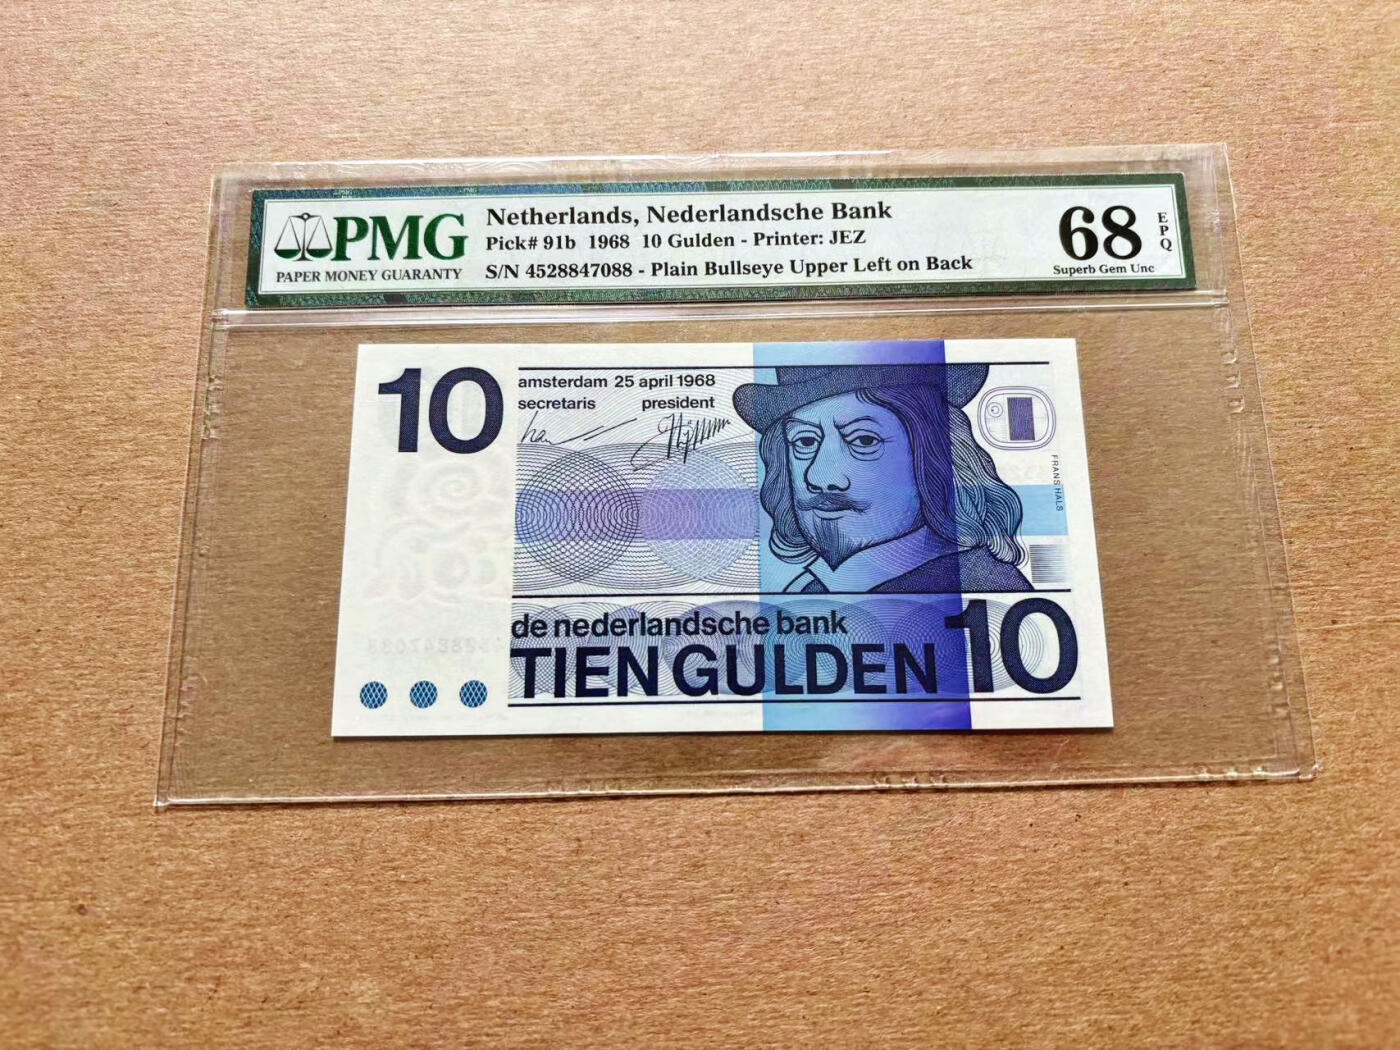 PMG
PAPER MONEY GUARANTY
Netherlands, Nederlandsche Bank
Pick# 91b 1968 10 Gulden - Printer: JEZ
S/N 4528847088 - Plain Bullseye Upper Left on Back
68
EPQ
Superb Gem Unc
10
amsterdam 25 april 1968
secretaris president
FRANS HALS
de nederlandsche bank
TIEN GULDEN 10